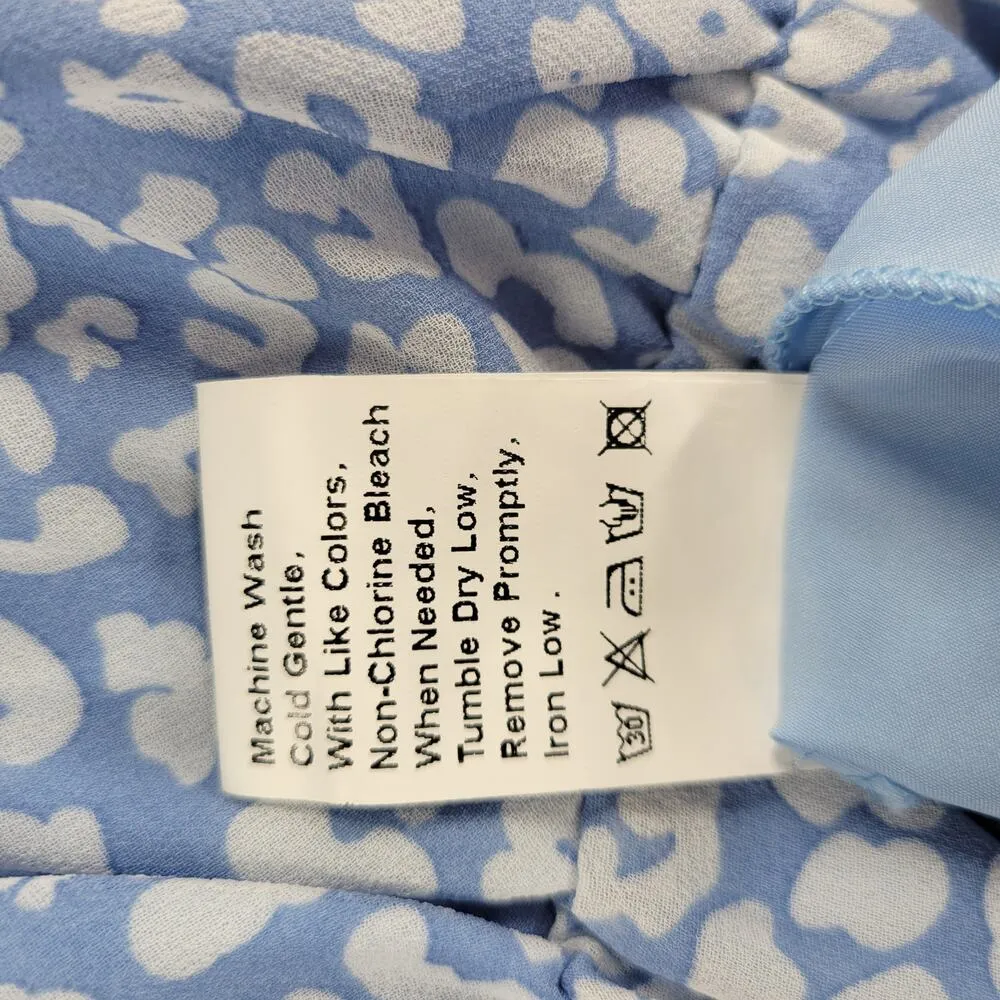 Machine Wash
Cold Gentle,
With Like Colors,
Non-Chlorine Bleach
When Needed,
Tumble Dry Low,
Remove Promptly,
Iron Low.
30